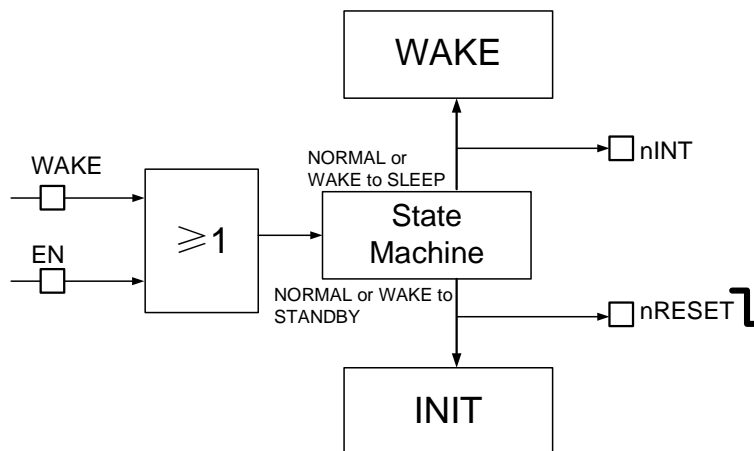 WAKE
WAKE
NORMAL or
WAKE to SLEEP
nINT
EN
≥1
State
Machine
NORMAL or WAKE to
STANDBY
nRESET
INIT